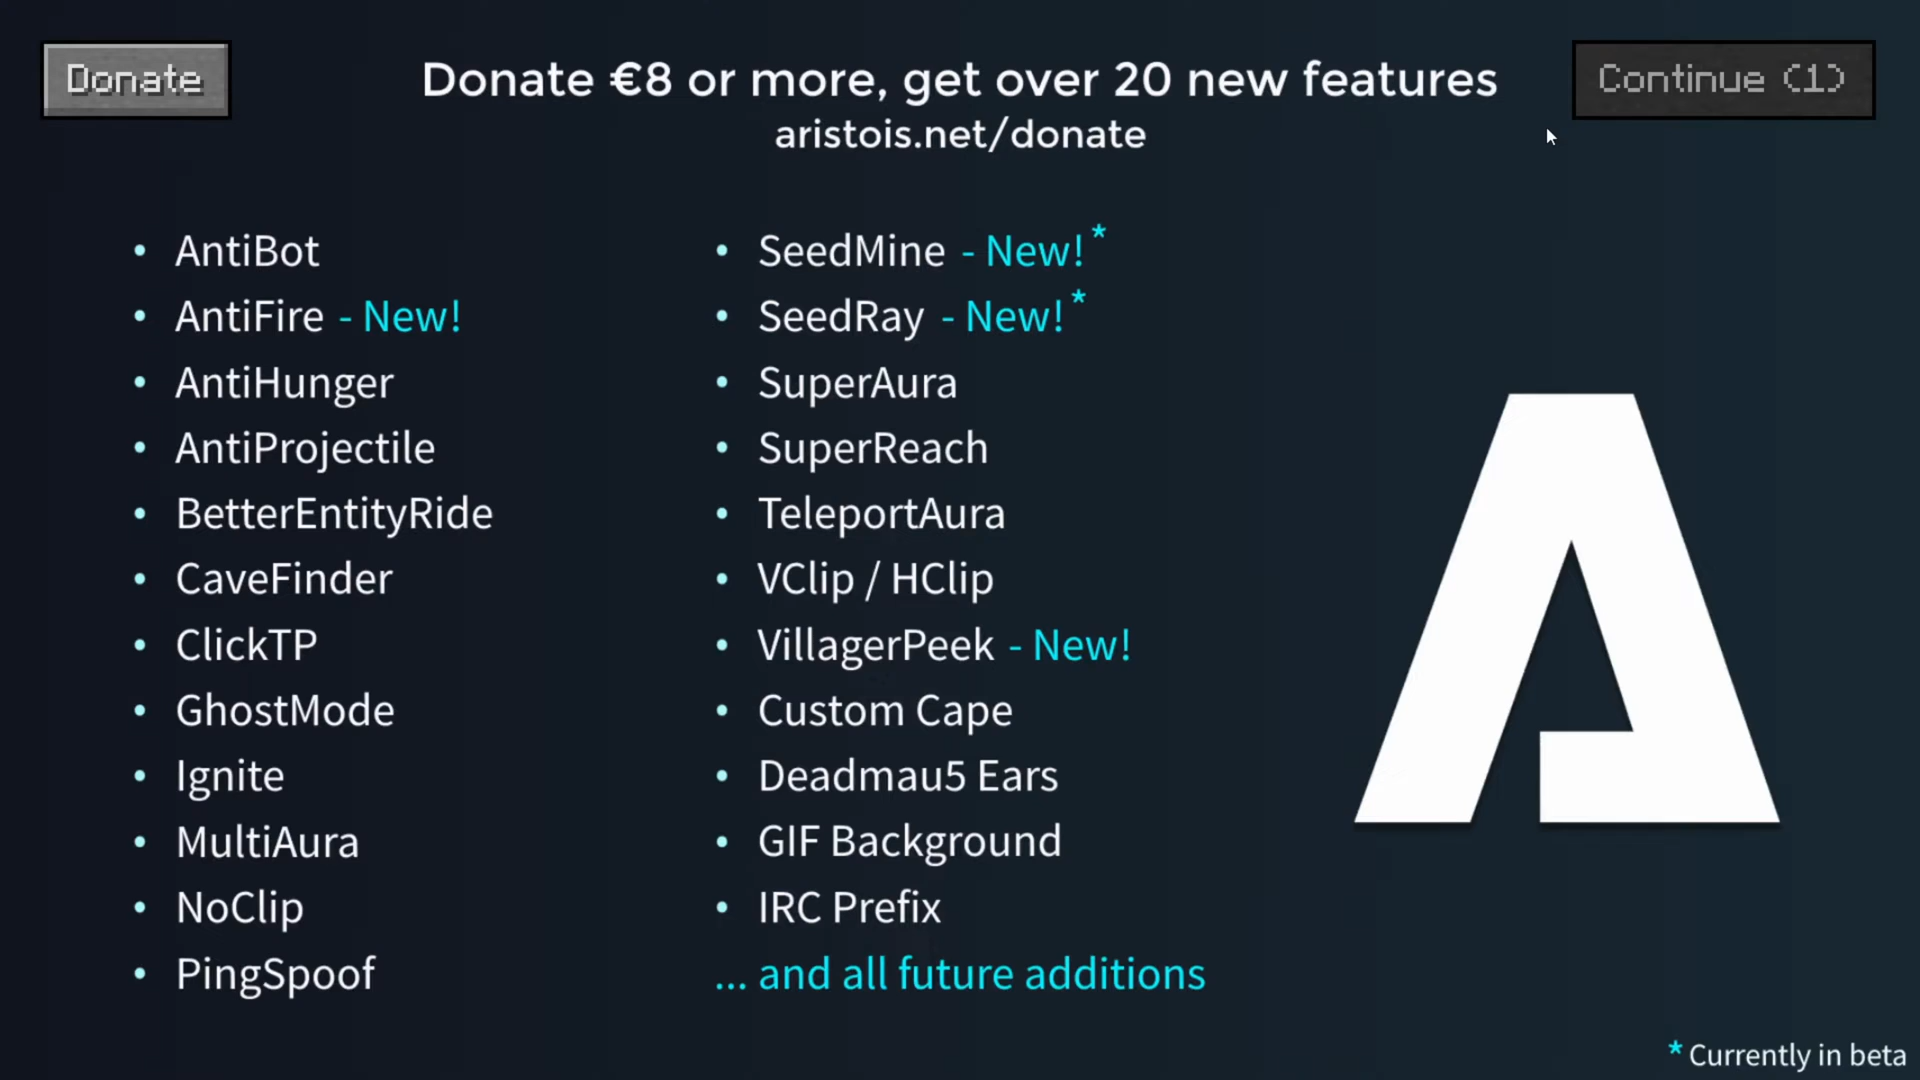 Donate
Donate €8 or more, get over 20 new features
Continue (1)
aristois.net/donate
• AntiBot
• AntiFire - New!
• AntiHunger
• AntiProjectile
• BetterEntityRide
• CaveFinder
• ClickTP
• GhostMode
• Ignite
• MultiAura
• NoClip
• PingSpoof
• SeedMine - New! *
• SeedRay - New! *
• SuperAura
• SuperReach
• TeleportAura
• VClip / HClip
• VillagerPeek - New!
• Custom Cape
• Deadmau5 Ears
• GIF Background
• IRC Prefix
... and all future additions
* Currently in beta